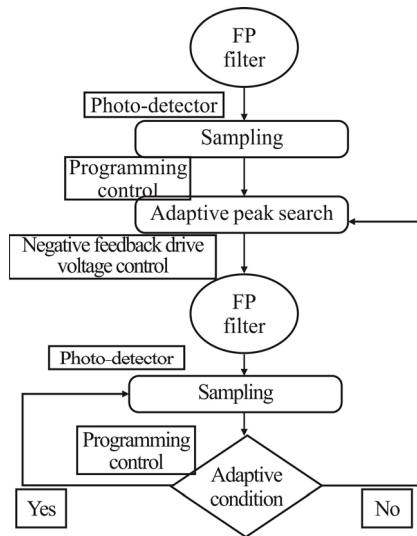 FP
filter
Photo-detector
Sampling
Programming
control
Adaptive peak search
Negative feedback drive
voltage control
FP
filter
Photo-detector
Sampling
Programming
control
Adaptive
condition
Yes
No